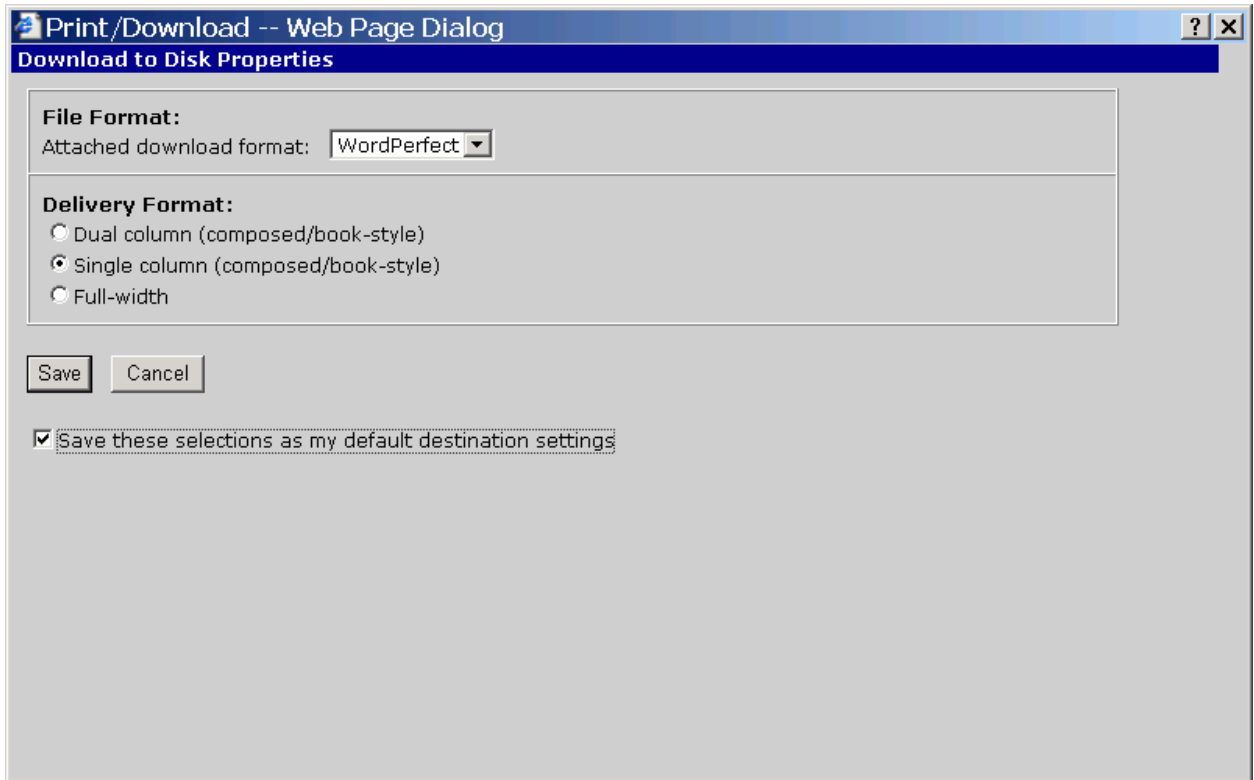 Print/Download -- Web Page Dialog
Download to Disk Properties
File Format:
Attached download format: WordPerfect
Delivery Format:
Dual column (composed/book-style)
Single column (composed/book-style)
Full-width
Save Cancel
Save these selections as my default destination settings